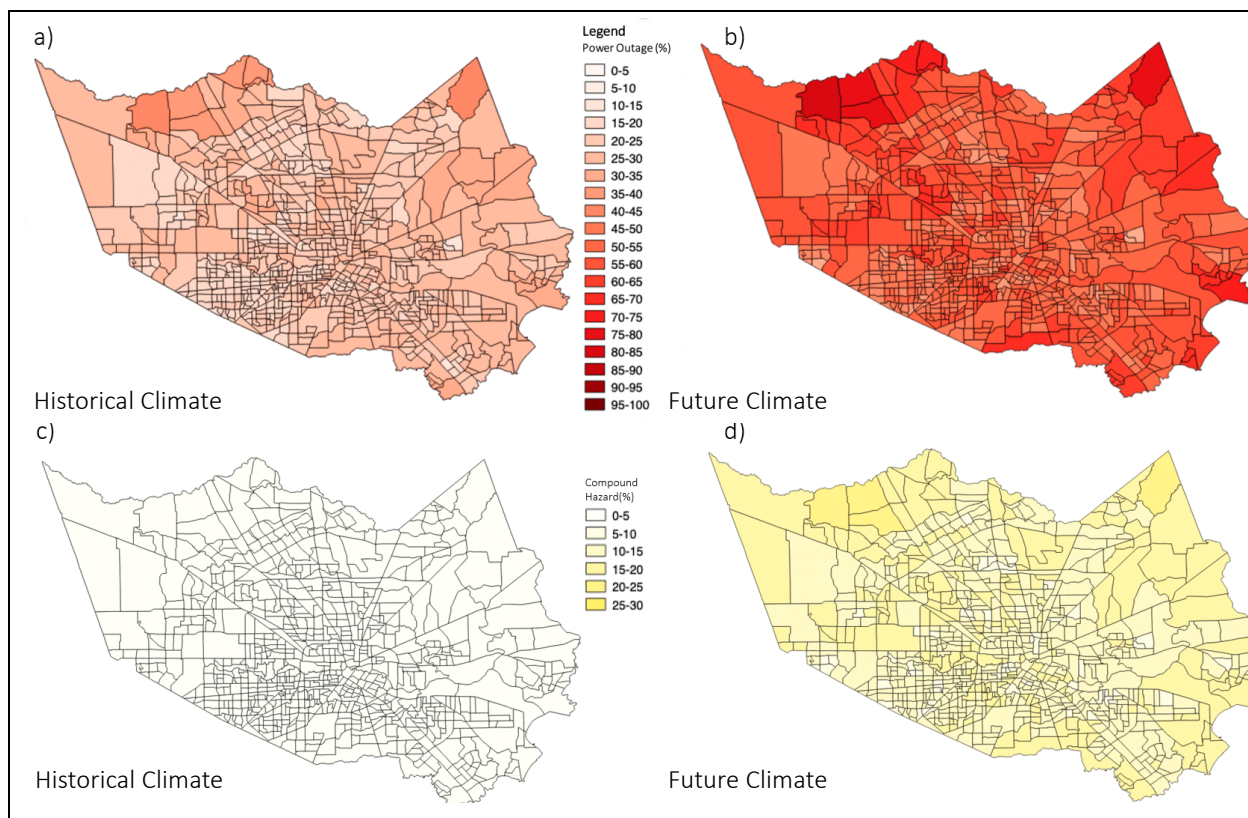 a)
Legend
Power Outage (%)
0-5
5-10
10-15
15-20
20-25
25-30
30-35
35-40
40-45
45-50
50-55
55-60
60-65
65-70
70-75
75-80
80-85
85-90
90-95
95-100
b)
Historical Climate
Future Climate
c)
Compound
Hazard(%)
0-5
5-10
10-15
15-20
20-25
25-30
d)
Historical Climate
Future Climate